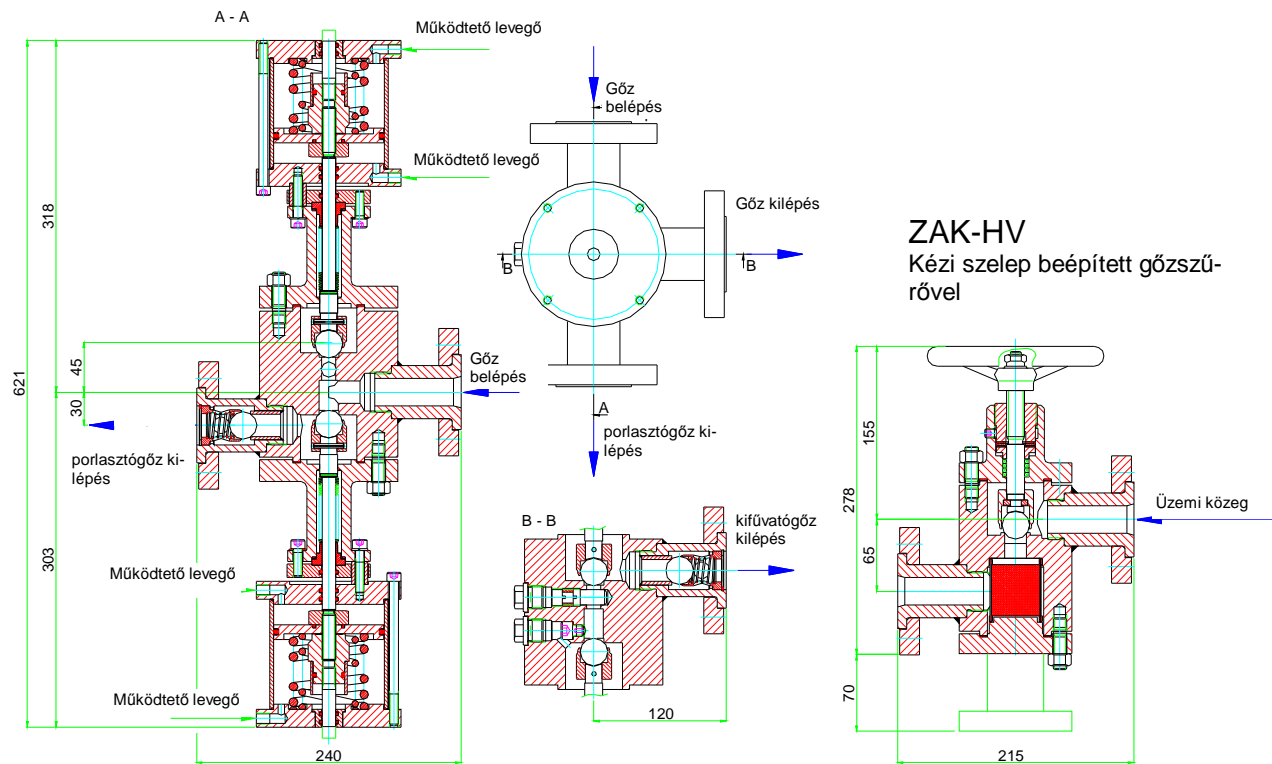 A - A
Működtető levegő
Működtető levegő
318
621
45
30
303
Gőz
belépés
porlasztógőz ki-
lépés
Működtető levegő
Működtető levegő
240
Gőz
belépés
Gőz kilépés
B
B
A
porlasztógőz ki-
lépés
B - B
kifűvatógőz
kilépés
120
ZAK-HV
Kézi szelep beépített gőzszű-
rővel
155
278
65
70
Üzemi közeg
215